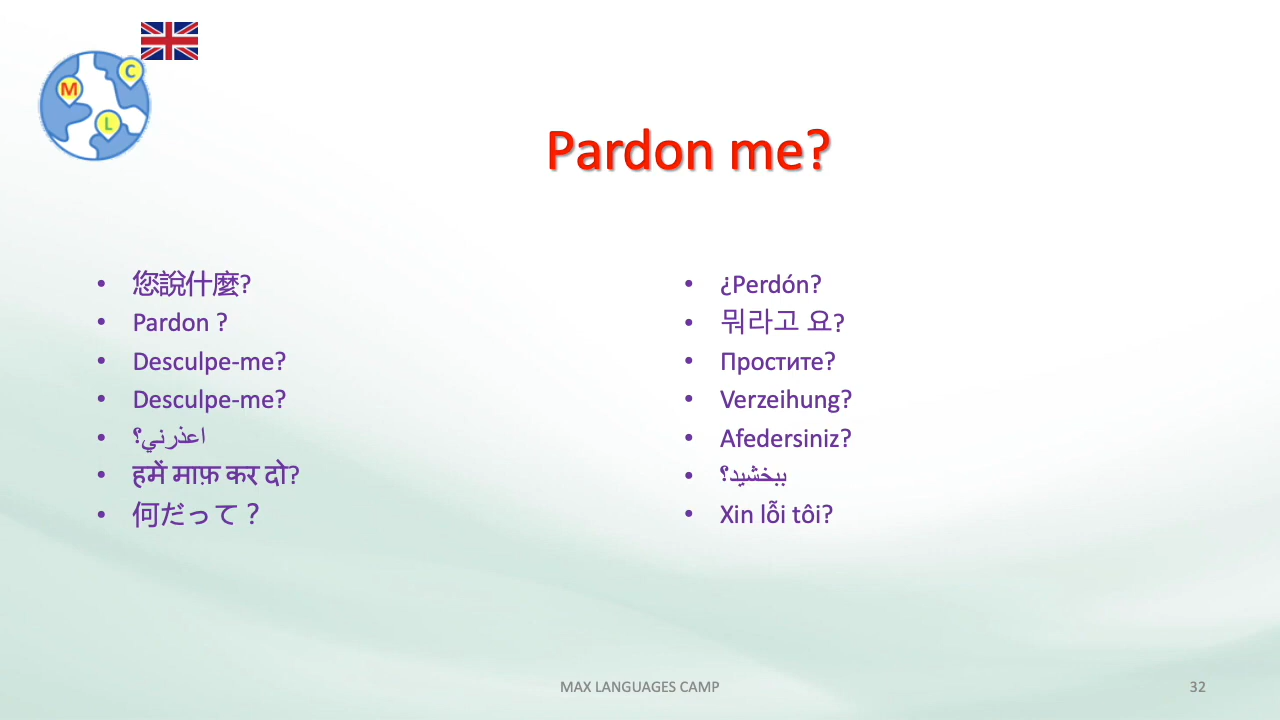 C
M
L
Pardon me?
• 您說什麼?
• Pardon ?
• Desculpe-me?
• Desculpe-me?
• اعذرني؟
• हमें माफ़ कर दो?
• 何だって？
• ¿Perdón?
• 뭐라고 요?
• Простите?
• Verzeihung?
• Afedersiniz?
• ببخشید؟
• Xin lỗi tôi?
MAX LANGUAGES CAMP
32